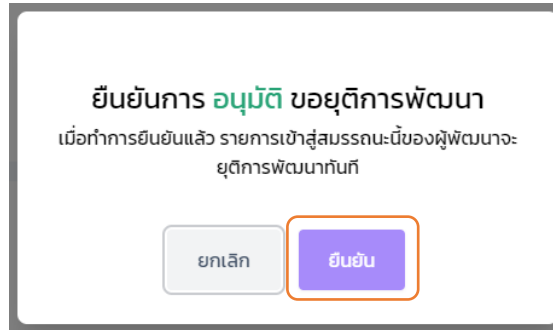 ยืนยันการ อนุมัติ ขอยุติการพัฒนา
เมื่อทำการยืนยันแล้ว รายการเข้าสู่สมรรถนะนี้ของผู้พัฒนาจะ
ยุติการพัฒนาทันที
ยกเลิก
ยืนยัน